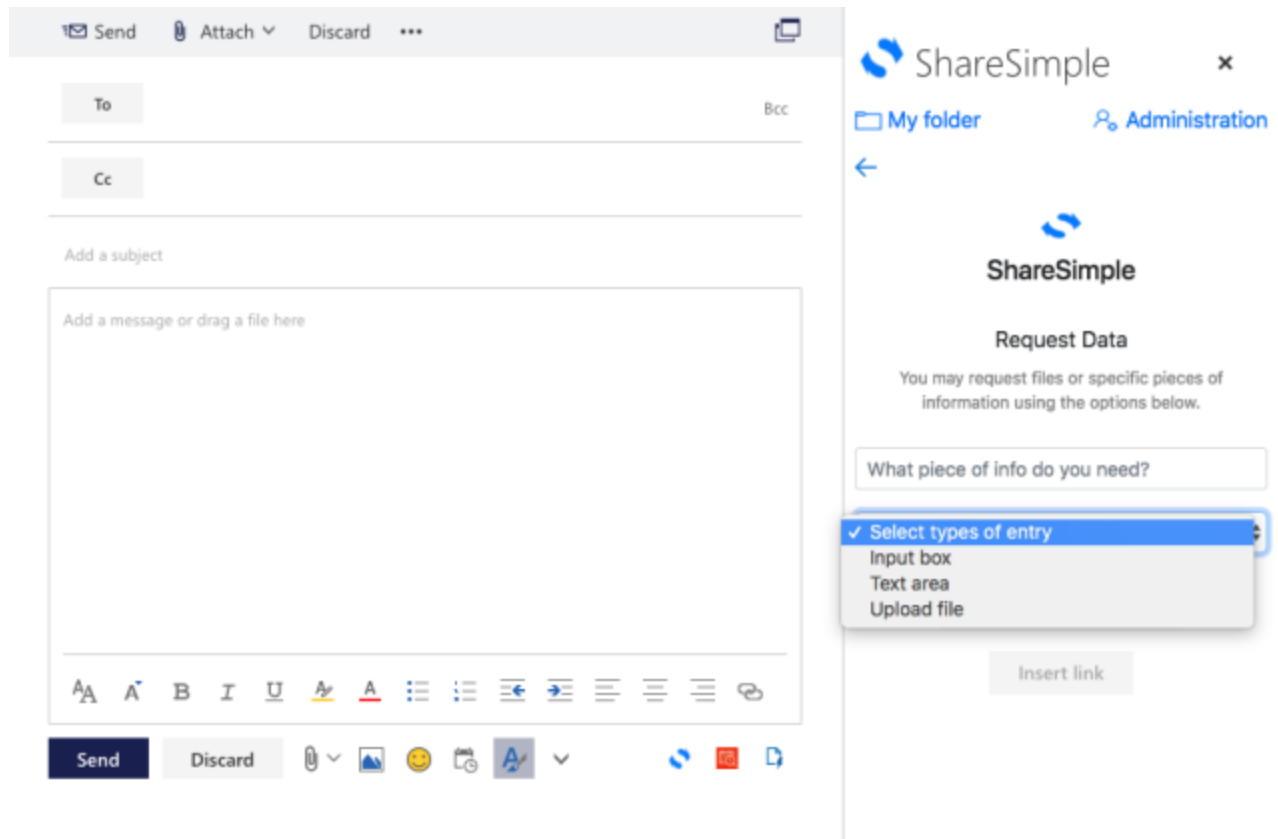 Send Attach Discard
To
Bcc
Cc
Add a subject
Add a message or drag a file here
Send Discard
ShareSimple
My folder Administration
ShareSimple
Request Data
You may request files or specific pieces of
information using the options below.
What piece of info do you need?
Select types of entry
Input box
Text area
Upload file
Insert link